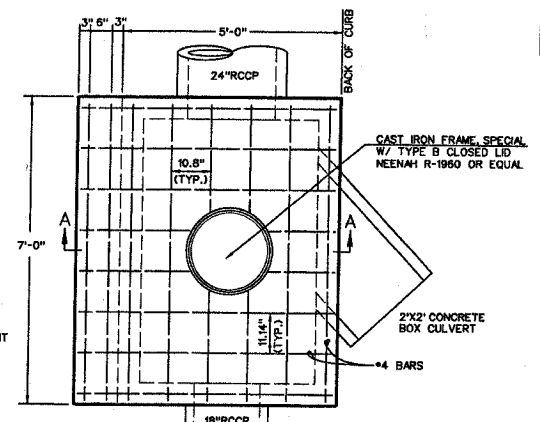 3" 6" 3"
5'-0"
BACK OF CURB
24"RCCP
CAST IRON FRAME, SPECIAL
W/ TYPE B CLOSED LID
NEENAH R-1960 OR EQUAL
10.8"
(TYP.)
A
A
7'-0"
2'X2' CONCRETE
BOX CULVERT
11.14"
(TYP.)
#4 BARS
18"RCCP